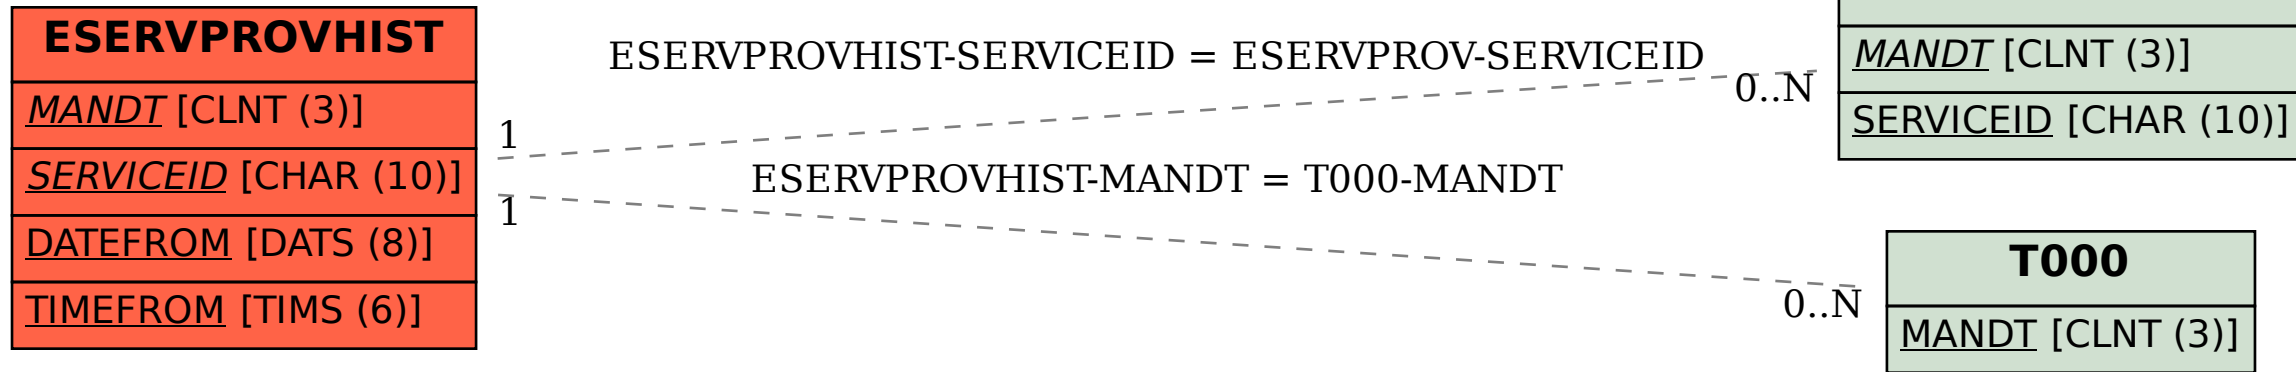 ESERVPROVHIST
MANDT [CLNT (3)]
SERVICEID [CHAR (10)]
DATEFROM [DATS (8)]
TIMEFROM [TIMS (6)]
ESERVPROVHIST-SERVICEID = ESERVPROV-SERVICEID
1
0..N
ESERVPROVHIST-MANDT = T000-MANDT
1
0..N
MANDT [CLNT (3)]
SERVICEID [CHAR (10)]
T000
MANDT [CLNT (3)]